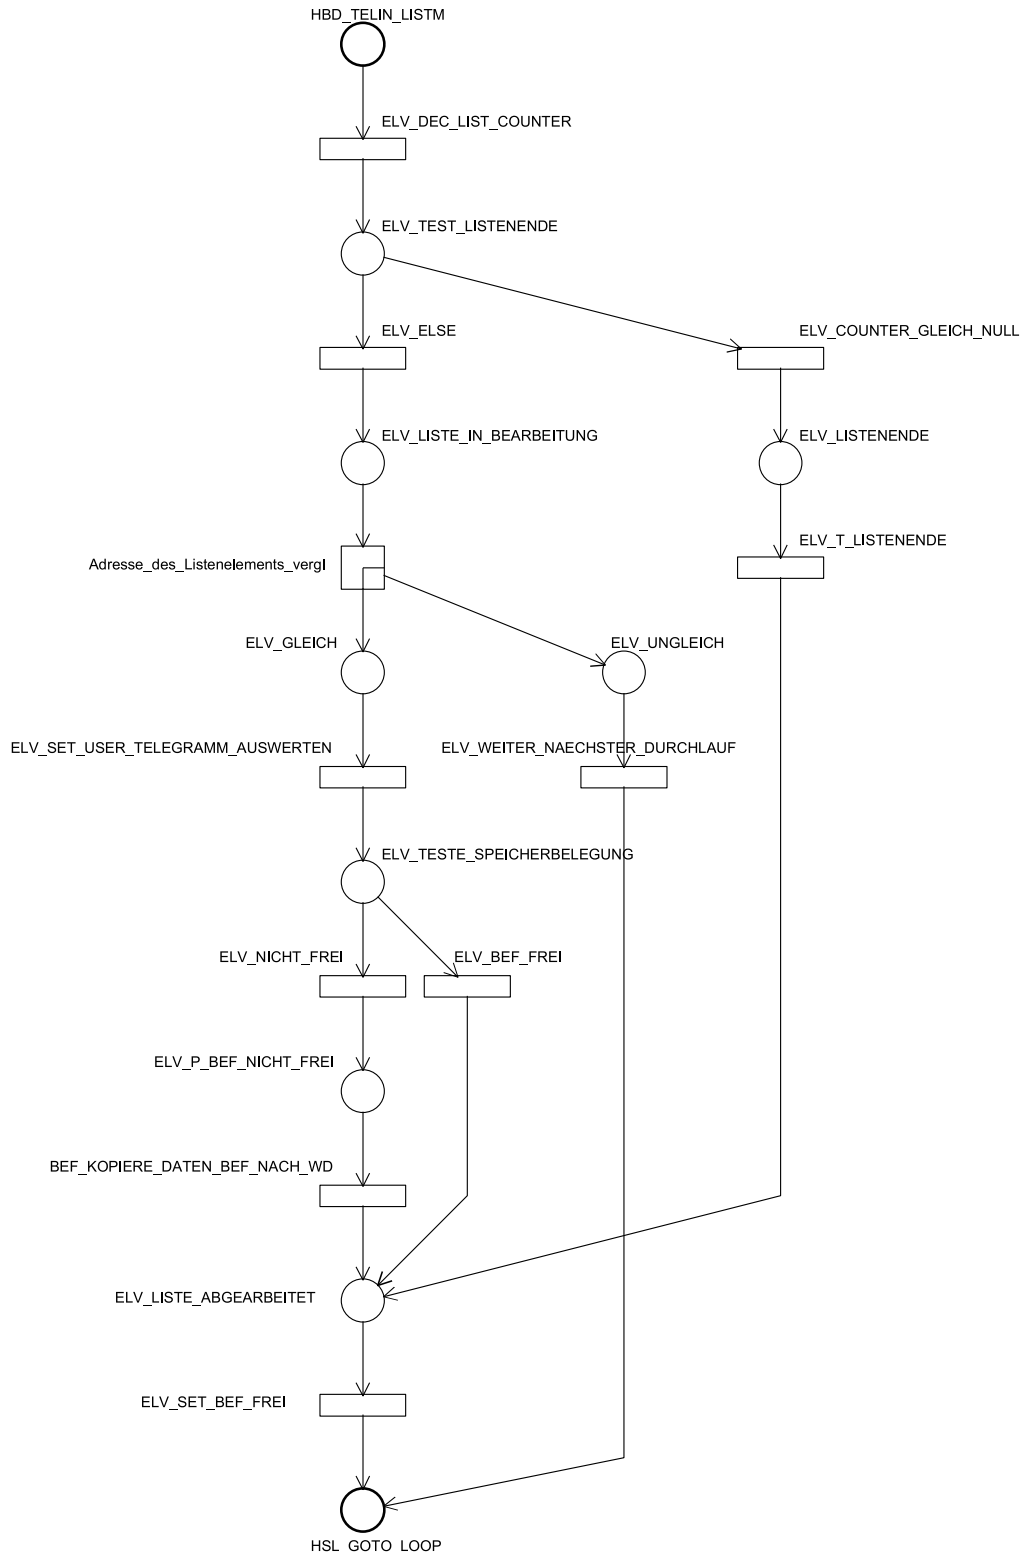 HBD_TELIN_LISTM
ELV_DEC_LIST_COUNTER
ELV_TEST_LISTENENDE
ELV_ELSE
ELV_COUNTER_GLEICH_NULL
ELV_LISTE_IN_BEARBEITUNG
ELV_LISTENENDE
ELV_T_LISTENENDE
Adresse_des_Listenelements_vergl
ELV_GLEICH
ELV_UNGLEICH
ELV_SET_USER_TELEGRAMM_AUSWERTEN
ELV_WEITER_NAECHSTER_DURCHLAUF
ELV_TESTE_SPEICHERBELEGUNG
ELV_NICHT_FREI
ELV_BEF_FREI
ELV_P_BEF_NICHT_FREI
BEF_KOPIERE_DATEN_BEF_NACH_WD
ELV_LISTE_ABGEARBEITET
ELV_SET_BEF_FREI
HSL_GOTO_LOOP